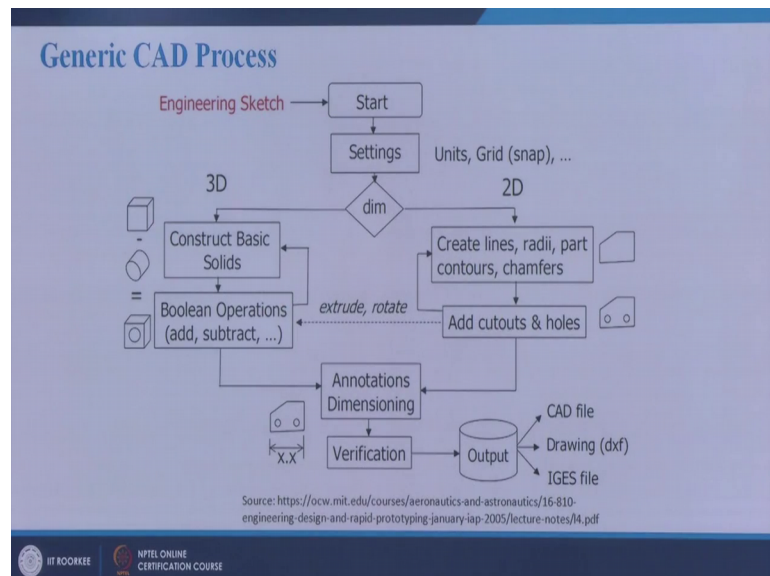 Generic CAD Process
Engineering Sketch
Start
Settings
Units, Grid (snap), ...
3D
dim
2D
Construct Basic
Solids
Create lines, radii, part
contours, chamfers
-
=
Boolean Operations
(add, subtract, ...)
extrude, rotate
Add cutouts & holes
Annotations
Dimensioning
x.x
Verification
Output
CAD file
Drawing (dxf)
IGES file
Source: https://ocw.mit.edu/courses/aeronautics-and-astronautics/16-810-
engineering-design-and-rapid-prototyping-january-iap-2005/lecture-notes/l4.pdf
IIT ROORKEE
NPTEL ONLINE
CERTIFICATION COURSE